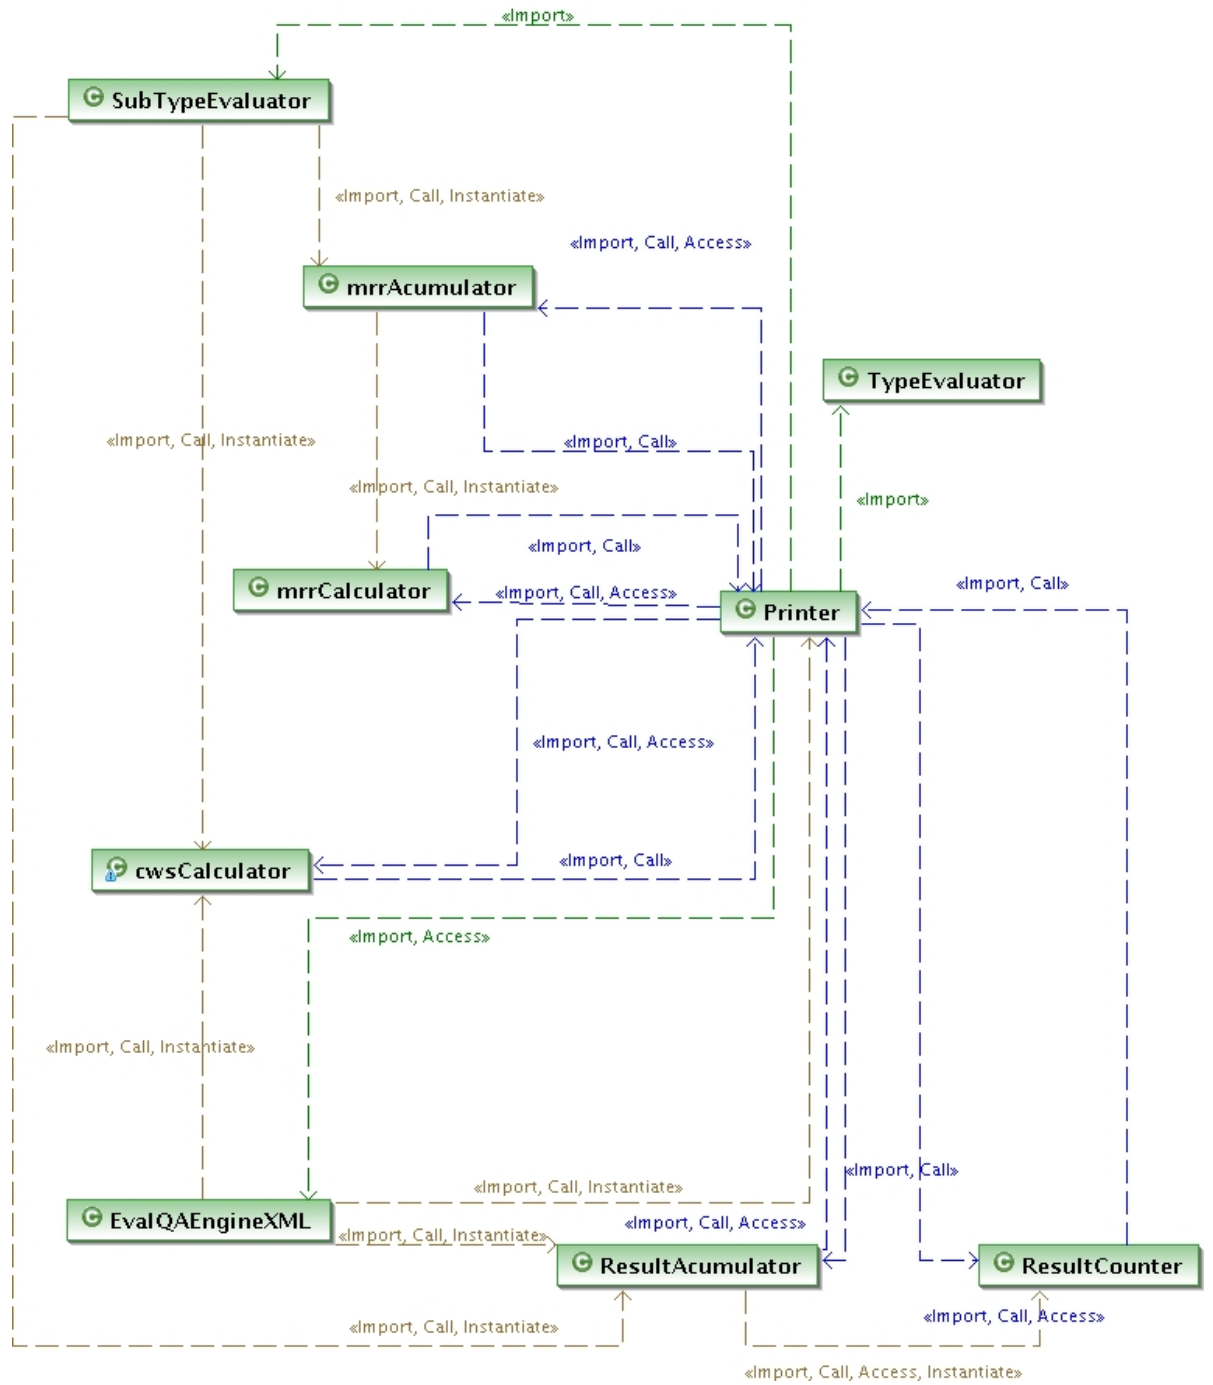 «Import»
SubTypeEvaluator
«Import, Call, Instantiate»
«Import, Call, Access»
mrrAcumulator
TypeEvaluator
«Import, Call, Instantiate»
«Import, Call»
«Import, Call, Instantiate»
«Import»
«Import, Call»
mrrCalculator
«Import, Call, Access»
«Import, Call»
Printer
«Import, Call, Access»
«Import, Call»
cwsCalculator
«Import, Access»
«Import, Call, Instantiate»
«Import, Call»
«Import, Call, Instantiate»
EvalQAEngineXML
«Import, Call, Access»
«Import, Call, Instantiate»
ResultAcumulator
ResultCounter
«Import, Call, Access»
«Import, Call, Instantiate»
«Import, Call, Access, Instantiate»